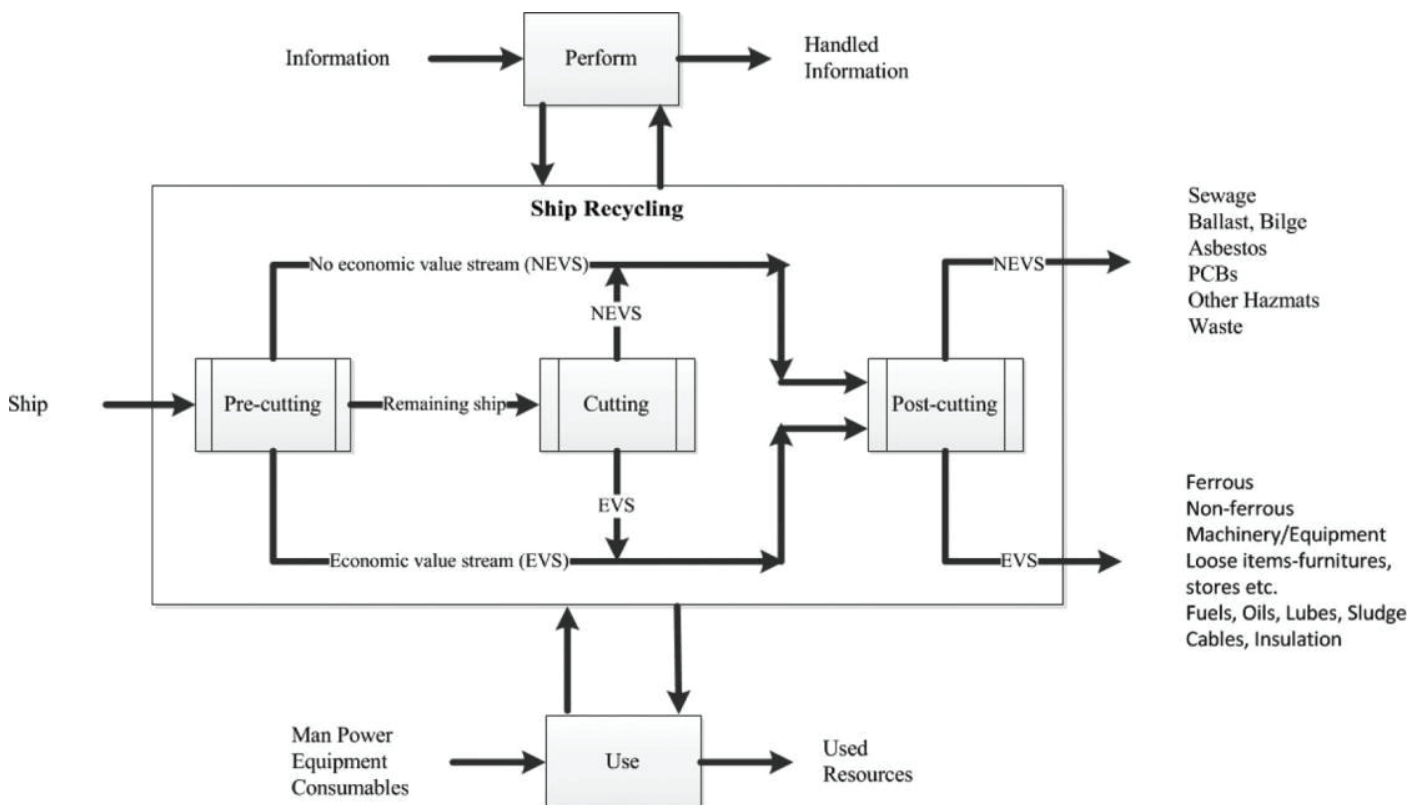 Information
Perform
Handled
Information
Ship Recycling
No economic value stream (NEVS)
NEVS
NEVS
Sewage
Ballast, Bilge
Asbestos
PCBs
Other Hazmats
Waste
Ship
Pre-cutting
Remaining ship
Cutting
Post-cutting
EVS
Economic value stream (EVS)
EVS
Ferrous
Non-ferrous
Machinery/Equipment
Loose items-furnitures,
stores etc.
Fuels, Oils, Lubes, Sludge
Cables, Insulation
Man Power
Equipment
Consumables
Use
Used
Resources